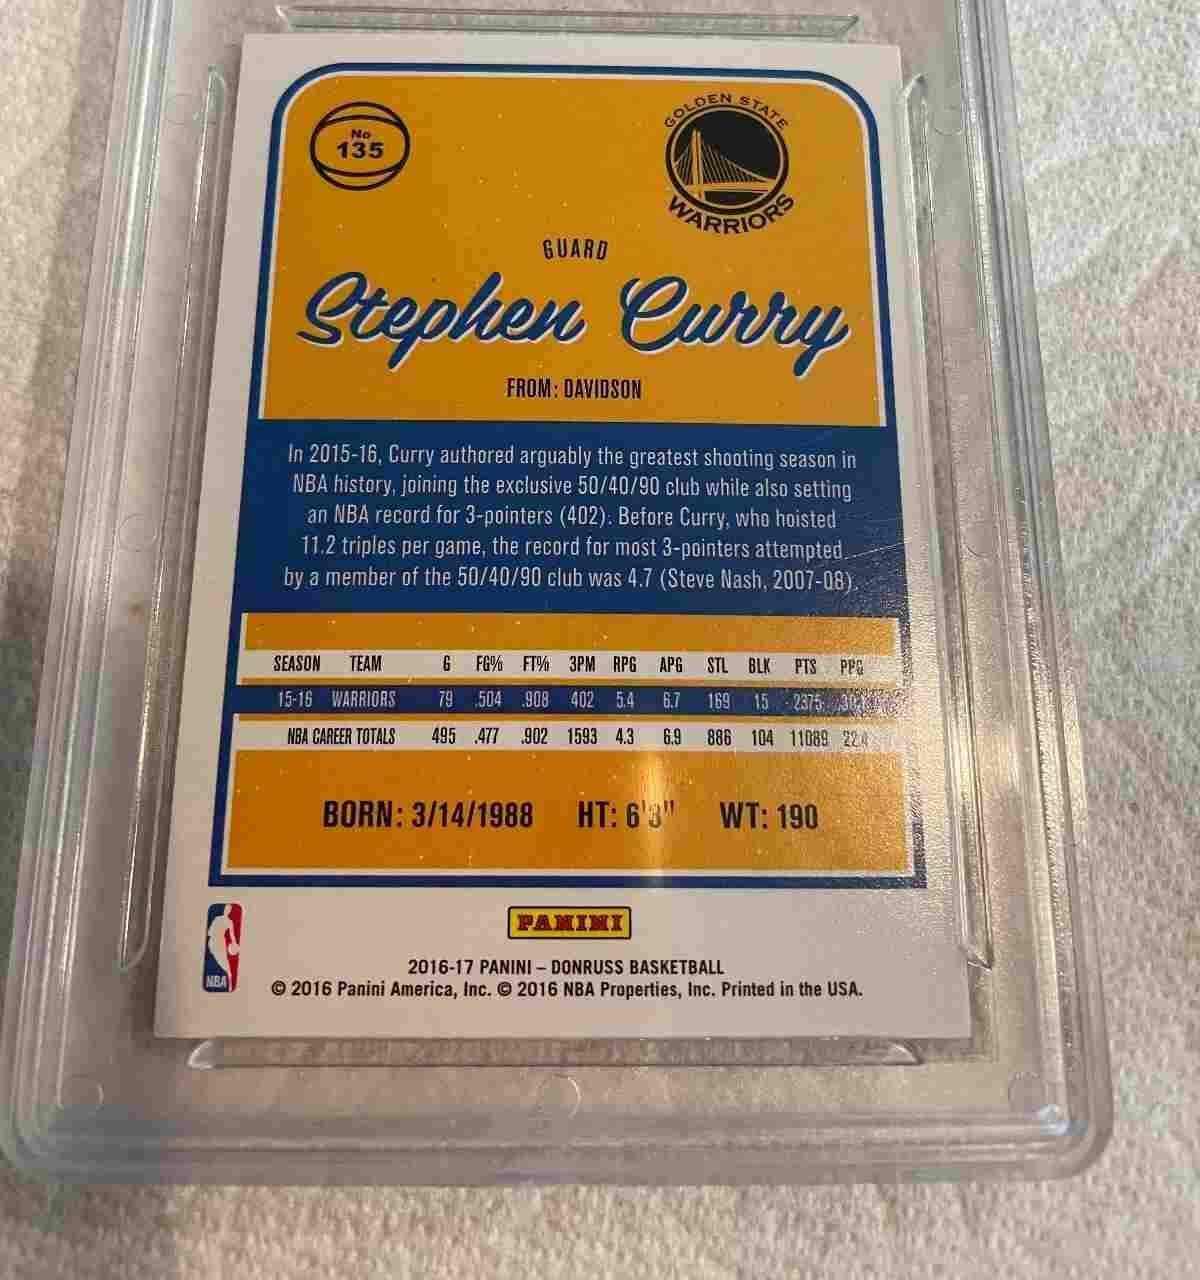 No
135
GOLDEN STATE
WARRIORS
GUARD
Stephen Curry
FROM: DAVIDSON
In 2015-16, Curry authored arguably the greatest shooting season in
NBA history, joining the exclusive 50/40/90 club while also setting
an NBA record for 3-pointers (402). Before Curry, who hoisted
11.2 triples per game, the record for most 3-pointers attempted
by a member of the 50/40/90 club was 4.7 (Steve Nash, 2007-08).
SEASON TEAM G FG% FT% 3PM RPG APG STL BLK PTS PPG
15-16 WARRIORS 79 .504 .908 402 5.4 6.7 169 15 2375
NBA CAREER TOTALS 495 .477 .902 1593 4.3 6.9 886 104 11089 22.4
BORN: 3/14/1988 HT: 6'3" WT: 190
NBA
PANINI
2016-17 PANINI – DONRUSS BASKETBALL
© 2016 Panini America, Inc. © 2016 NBA Properties, Inc. Printed in the USA.